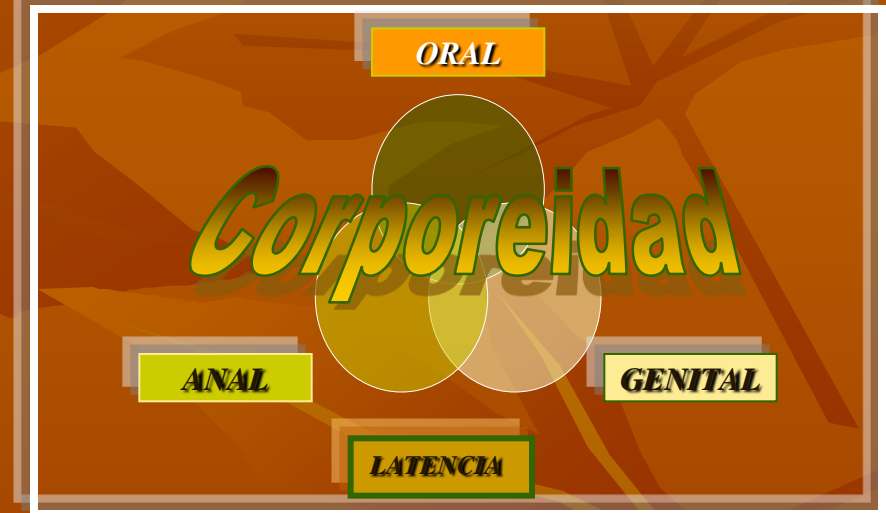 ORAL
Corporeidad
ANAL
GENITAL
LATENCIA